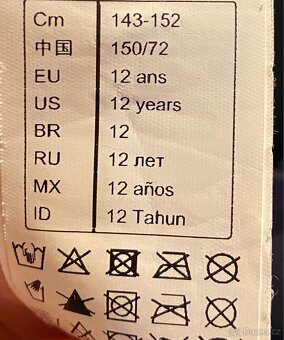 Cm 143-152
中国 150/72
EU 12 ans
US 12 years
BR 12
RU 12 лет
MX 12 años
ID 12 Tahun